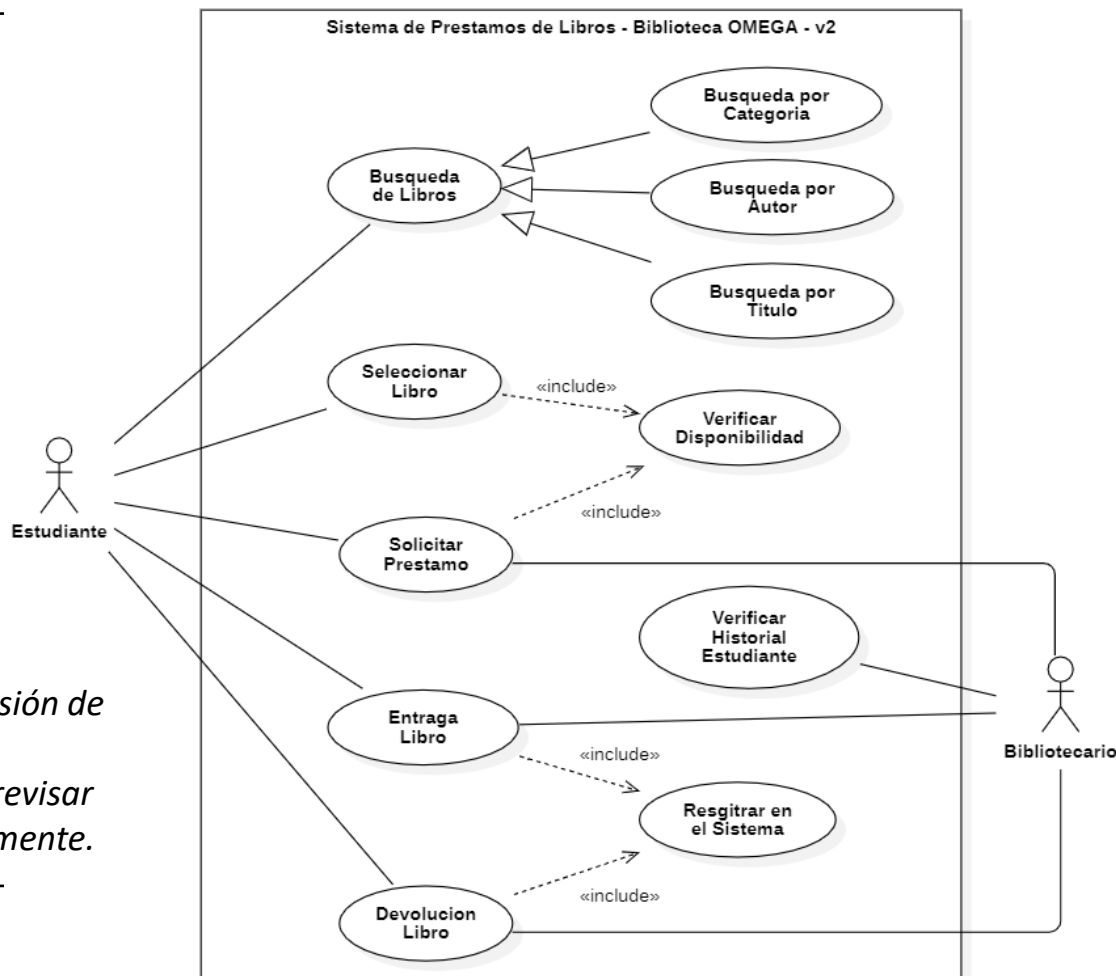 Sistema de Prestamos de Libros - Biblioteca OMEGA - v2
Busqueda por
Categoria
Busqueda
de Libros
Busqueda por
Autor
Busqueda por
Titulo
Seleccionar
Libro
«include»
Verificar
Disponibilidad
«include»
Estudiante
Solicitar
Prestamo
Verificar
Historial
Estudiante
sión de
revisar
mente.
Entraga
Libro
«include»
Bibliotecario
Resgitrar en
el Sistema
«include»
Devolucion
Libro